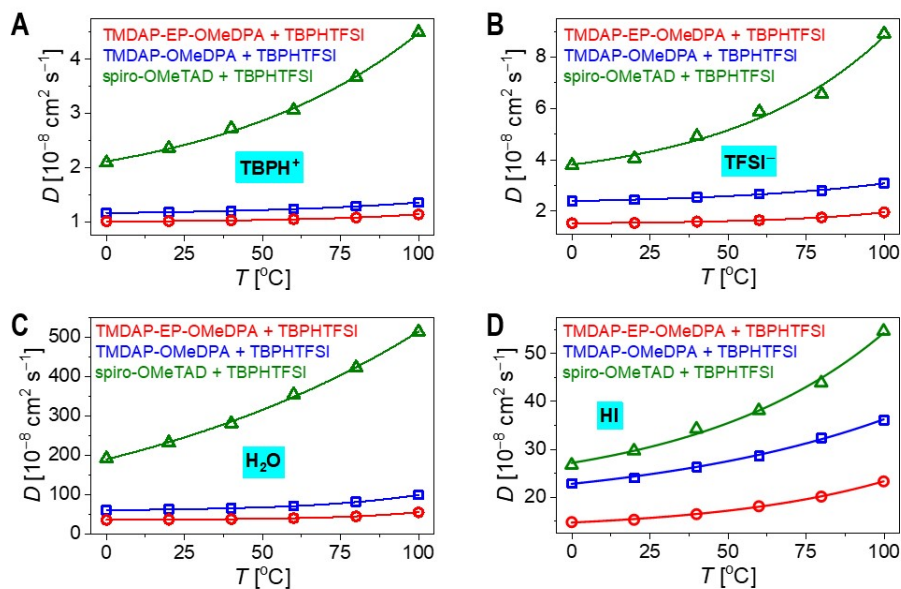 A
TMDAP-EP-OMeDPA + TBPHTFSI
TMDAP-OMeDPA + TBPHTFSI
spiro-OMeTAD + TBPHTFSI
TBPH⁺
D [10⁻⁸ cm² s⁻¹]
4
3
2
1
0 25 50 75 100
T [°C]
B
TMDAP-EP-OMeDPA + TBPHTFSI
TMDAP-OMeDPA + TBPHTFSI
spiro-OMeTAD + TBPHTFSI
TFSI⁻
D [10⁻⁸ cm² s⁻¹]
8
6
4
2
0 25 50 75 100
T [°C]
C
TMDAP-EP-OMeDPA + TBPHTFSI
TMDAP-OMeDPA + TBPHTFSI
spiro-OMeTAD + TBPHTFSI
H₂O
D [10⁻⁸ cm² s⁻¹]
500
400
300
200
100
0
0 25 50 75 100
T [°C]
D
TMDAP-EP-OMeDPA + TBPHTFSI
TMDAP-OMeDPA + TBPHTFSI
spiro-OMeTAD + TBPHTFSI
HI
D [10⁻⁸ cm² s⁻¹]
50
40
30
20
0 25 50 75 100
T [°C]